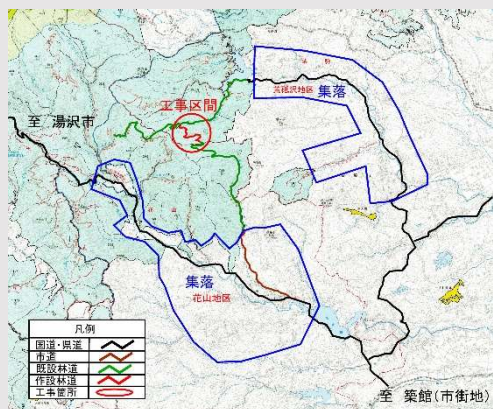 工事区間
荒砥沢地区 集落
至 湯沢市
集落
花山地区
凡例
国道・県道
市道
既設林道
作設林道
工事箇所
至 築館(市街地)